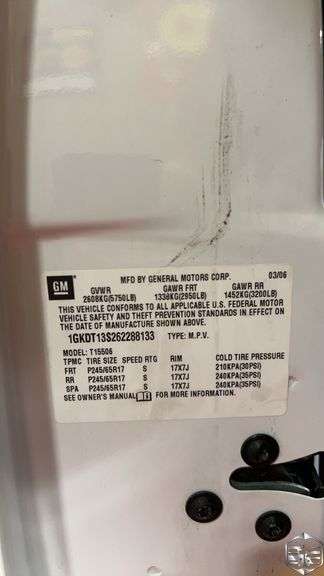 GM
MFD BY GENERAL MOTORS CORP. 03/06
GVWR GAWR FRT GAWR RR
2608KG(5750LB) 1338KG(2950LB) 1452KG(3200LB)
THIS VEHICLE CONFORMS TO ALL APPLICABLE U.S. FEDERAL MOTOR
VEHICLE SAFETY AND THEFT PREVENTION STANDARDS IN EFFECT ON
THE DATE OF MANUFACTURE SHOWN ABOVE.
1GKDT13S262288133 TYPE: M.P.V.
MODEL: T15506
TPMC TIRE SIZE SPEED RTG RIM COLD TIRE PRESSURE
FRT P245/65R17 S 17X7J 210KPA(30PSI)
RR P245/65R17 S 17X7J 240KPA(35PSI)
SPA P245/65R17 S 17X7J 240KPA(35PSI)
SEE OWNER'S MANUAL FOR MORE INFORMATION.